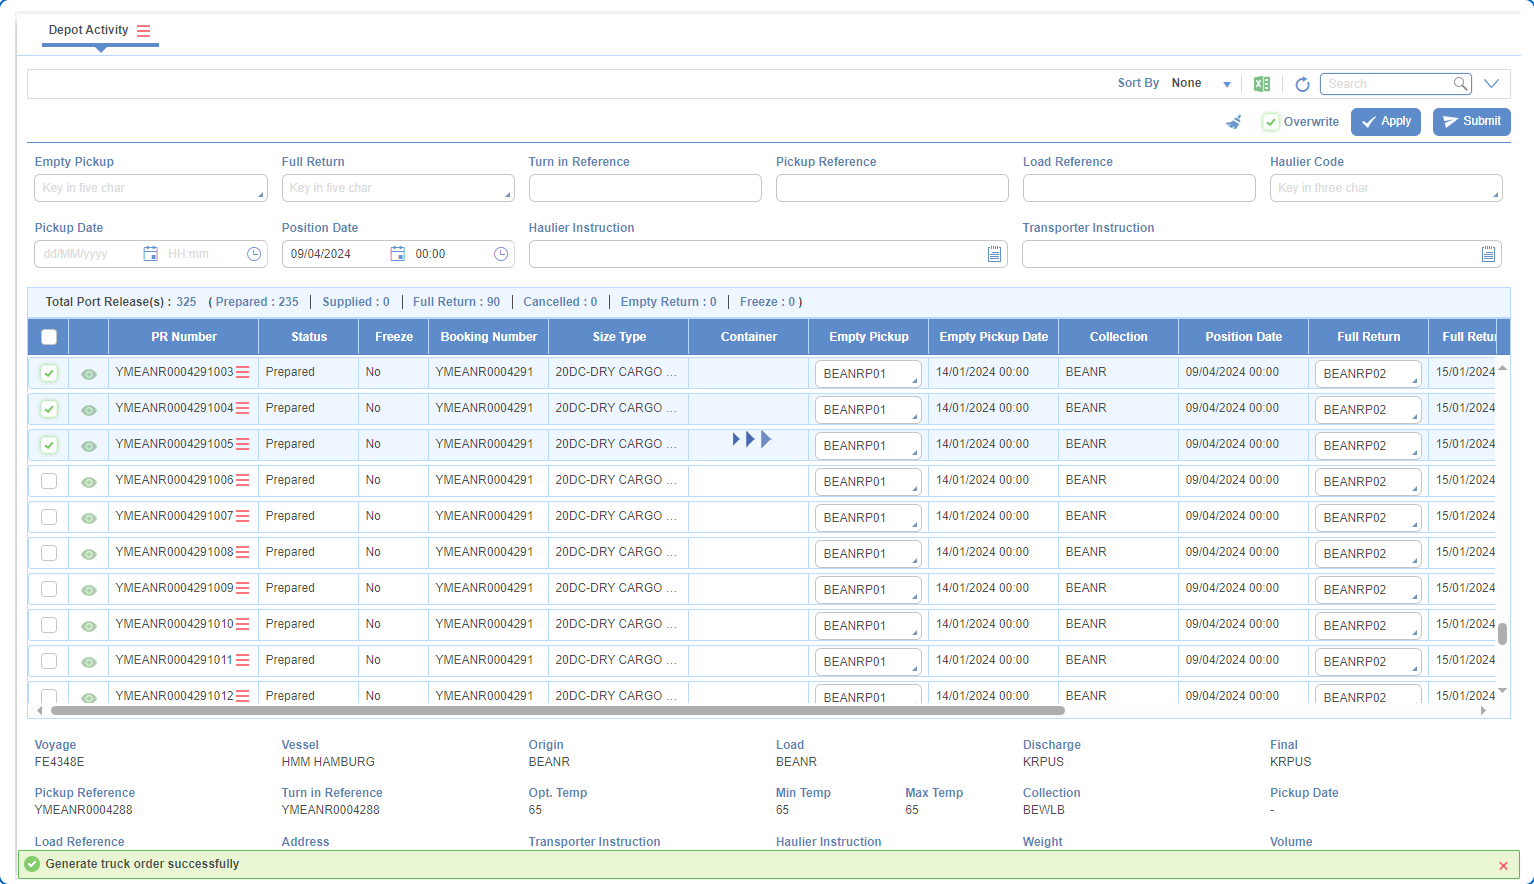 Depot Activity
Sort By None Search
Overwrite Apply Submit
Empty Pickup Full Return Turn in Reference Pickup Reference Load Reference Haulier Code
Key in five char Key in five char Key in three char
Pickup Date Position Date Haulier Instruction Transporter Instruction
dd/MM/yyyy HH:mm 09/04/2024 00:00
Total Port Release(s) : 325 ( Prepared : 235 | Supplied : 0 | Full Return : 90 | Cancelled : 0 | Empty Return : 0 | Freeze : 0 )
PR Number Status Freeze Booking Number Size Type Container Empty Pickup Empty Pickup Date Collection Position Date Full Return Full Retur
YMEANR0004291003 Prepared No YMEANR0004291 20DC-DRY CARGO ... BEANRP01 14/01/2024 00:00 BEANR 09/04/2024 00:00 BEANRP02 15/01/2024
YMEANR0004291004 Prepared No YMEANR0004291 20DC-DRY CARGO ... BEANRP01 14/01/2024 00:00 BEANR 09/04/2024 00:00 BEANRP02 15/01/2024
YMEANR0004291005 Prepared No YMEANR0004291 20DC-DRY CARGO ... BEANRP01 14/01/2024 00:00 BEANR 09/04/2024 00:00 BEANRP02 15/01/2024
YMEANR0004291006 Prepared No YMEANR0004291 20DC-DRY CARGO ... BEANRP01 14/01/2024 00:00 BEANR 09/04/2024 00:00 BEANRP02 15/01/2024
YMEANR0004291007 Prepared No YMEANR0004291 20DC-DRY CARGO ... BEANRP01 14/01/2024 00:00 BEANR 09/04/2024 00:00 BEANRP02 15/01/2024
YMEANR0004291008 Prepared No YMEANR0004291 20DC-DRY CARGO ... BEANRP01 14/01/2024 00:00 BEANR 09/04/2024 00:00 BEANRP02 15/01/2024
YMEANR0004291009 Prepared No YMEANR0004291 20DC-DRY CARGO ... BEANRP01 14/01/2024 00:00 BEANR 09/04/2024 00:00 BEANRP02 15/01/2024
YMEANR0004291010 Prepared No YMEANR0004291 20DC-DRY CARGO ... BEANRP01 14/01/2024 00:00 BEANR 09/04/2024 00:00 BEANRP02 15/01/2024
YMEANR0004291011 Prepared No YMEANR0004291 20DC-DRY CARGO ... BEANRP01 14/01/2024 00:00 BEANR 09/04/2024 00:00 BEANRP02 15/01/2024
YMEANR0004291012 Prepared No YMEANR0004291 20DC-DRY CARGO ... BEANRP01 14/01/2024 00:00 BEANR 09/04/2024 00:00 BEANRP02 15/01/2024
Voyage Vessel Origin Load Discharge Final
FE4348E HMM HAMBURG BEANR BEANR KRPUS KRPUS
Pickup Reference Turn in Reference Opt. Temp Min Temp Max Temp Collection Pickup Date
YMEANR0004288 YMEANR0004288 65 65 65 BEWLB -
Load Reference Address Transporter Instruction Haulier Instruction Weight Volume
Generate truck order successfully